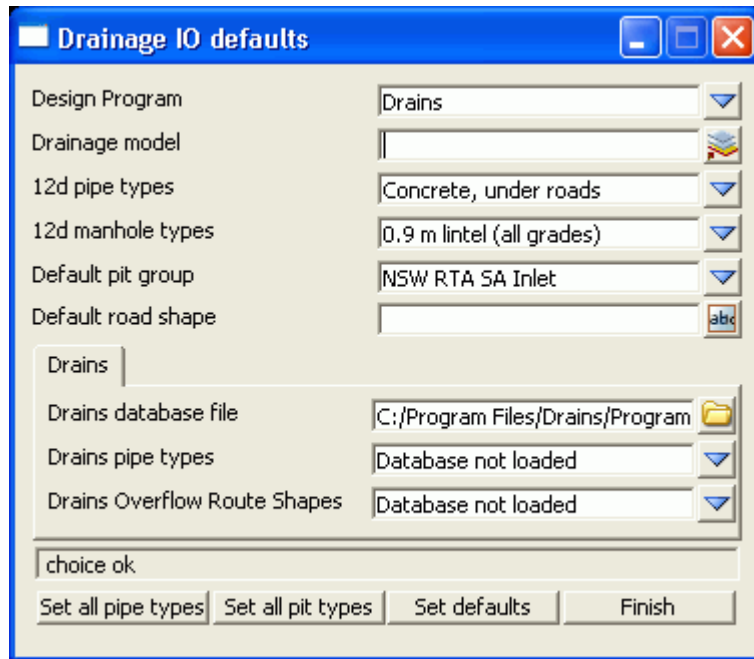 Drainage IO defaults
Design Program Drains
Drainage model
12d pipe types Concrete, under roads
12d manhole types 0.9 m lintel (all grades)
Default pit group NSW RTA SA Inlet
Default road shape abc
Drains
Drains database file C:/Program Files/Drains/Program
Drains pipe types Database not loaded
Drains Overflow Route Shapes Database not loaded
choice ok
Set all pipe types Set all pit types Set defaults Finish